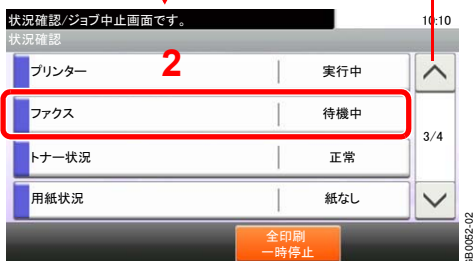 状況確認/ジョブ中止画面です。 10:10
状況確認
2
プリンター 実行中
ファクス 待機中
3/4
トナー状況 正常
用紙状況 紙なし
全印刷
一時停止